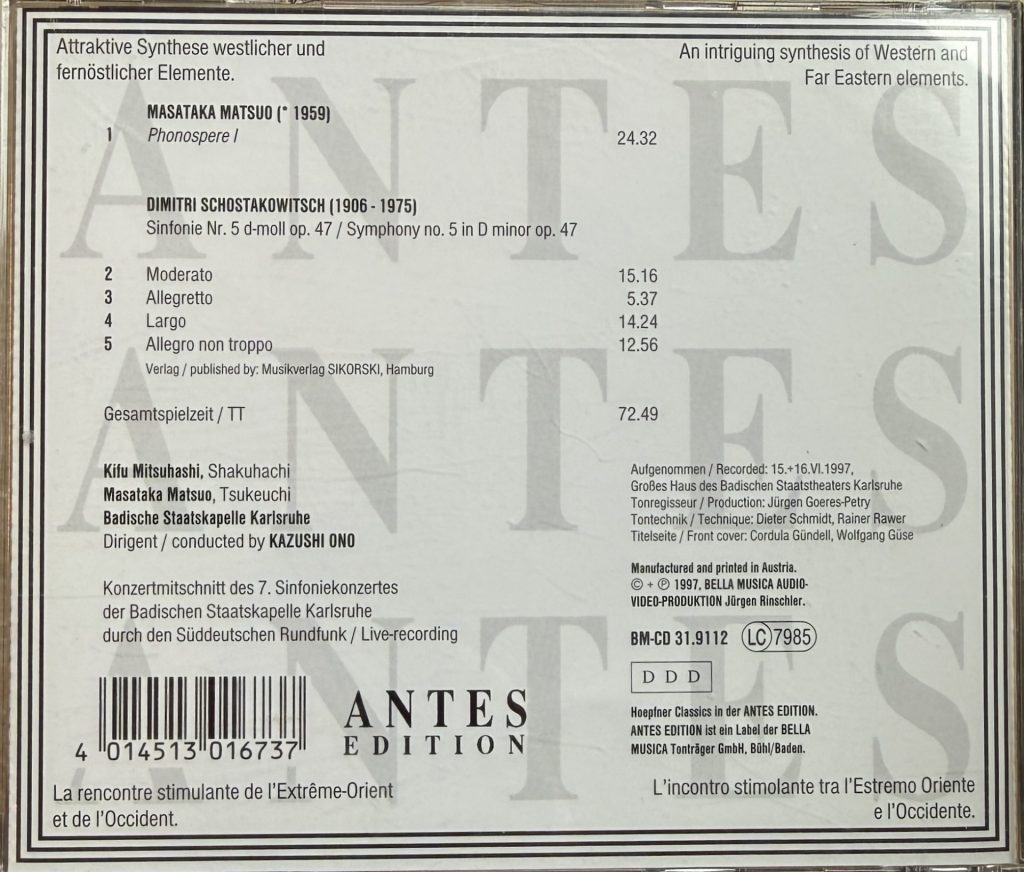 Attraktive Synthese westlicher und
fernöstlicher Elemente.
An intriguing synthesis of Western and
Far Eastern elements.
MASATAKA MATSUO (* 1959)
1 Phonospere I 24.32
DIMITRI SCHOSTAKOWITSCH (1906 - 1975)
Sinfonie Nr. 5 d-moll op. 47 / Symphony no. 5 in D minor op. 47
2 Moderato 15.16
3 Allegretto 5.37
4 Largo 14.24
5 Allegro non troppo 12.56
Verlag / published by: Musikverlag SIKORSKI, Hamburg
Gesamtspielzeit / TT 72.49
Kifu Mitsuhashi, Shakuhachi
Masataka Matsuo, Tsukeuchi
Badische Staatskapelle Karlsruhe
Dirigent / conducted by KAZUSHI ONO
Konzertmitschnitt des 7. Sinfoniekonzertes
der Badischen Staatskapelle Karlsruhe
durch den Süddeutschen Rundfunk / Live-recording
Aufgenommen / Recorded: 15.+16.VI.1997,
Großes Haus des Badischen Staatstheaters Karlsruhe
Tonregisseur / Production: Jürgen Goeres-Petry
Tontechnik / Technique: Dieter Schmidt, Rainer Rawer
Titelseite / Front cover: Cordula Gündell, Wolfgang Güse
Manufactured and printed in Austria.
© + ℗ 1997, BELLA MUSICA AUDIO-
VIDEO-PRODUKTION Jürgen Rinschler.
BM-CD 31.9112 LC 7985
DDD
Hoepfner Classics in der ANTES EDITION.
ANTES EDITION ist ein Label der BELLA
MUSICA Tonträger GmbH, Bühl/Baden.
4 014513 016737
ANTES
EDITION
La rencontre stimulante de l'Extrême-Orient
et de l'Occident.
L'incontro stimolante tra l'Estremo Oriente
e l'Occidente.
ANTES
ANTES
ANTES